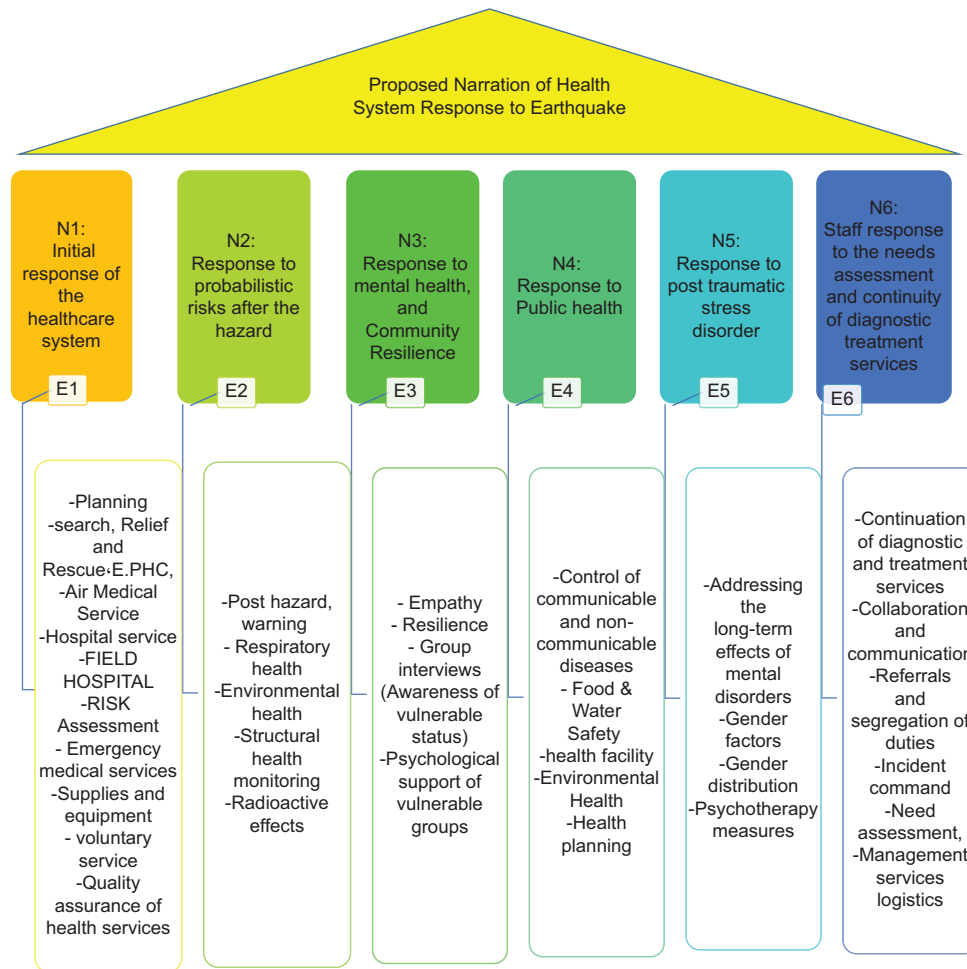 Proposed Narration of Health
System Response to Earthquake
N1:
Initial
response of
the
healthcare
system
E1
N2:
Response to
probabilistic
risks after the
hazard
E2
N3:
Response to
mental health,
and
Community
Resilience
E3
N4:
Response to
Public health
E4
N5:
Response to
post traumatic
stress
disorder
E5
N6:
Staff response
to the needs
assessment
and continuity
of diagnostic
treatment
services
E6
-Planning
-search, Relief
and
Rescue،E.PHC,
-Air Medical
Service
-Hospital service
-FIELD
HOSPITAL
-RISK
Assessment
- Emergency
medical services
-Supplies and
equipment
- voluntary
service
-Quality
assurance of
health services
-Post hazard,
warning
- Respiratory
health
-Environmental
health
-Structural
health
monitoring
-Radioactive
effects
- Empathy
- Resilience
- Group
interviews
(Awareness of
vulnerable
status)
-Psychological
support of
vulnerable
groups
-Control of
communicable
and non-
communicable
diseases
- Food &
Water
Safety
-health facility
-Environmental
Health
-Health
planning
-Addressing
the
long-term
effects of
mental
disorders
-Gender
factors
-Gender
distribution
-Psychotherapy
measures
-Continuation
of diagnostic
and treatment
services
-Collaboration
and
communication
-Referrals
and
segregation of
duties
-Incident
command
-Need
assessment,
-Management
services
logistics